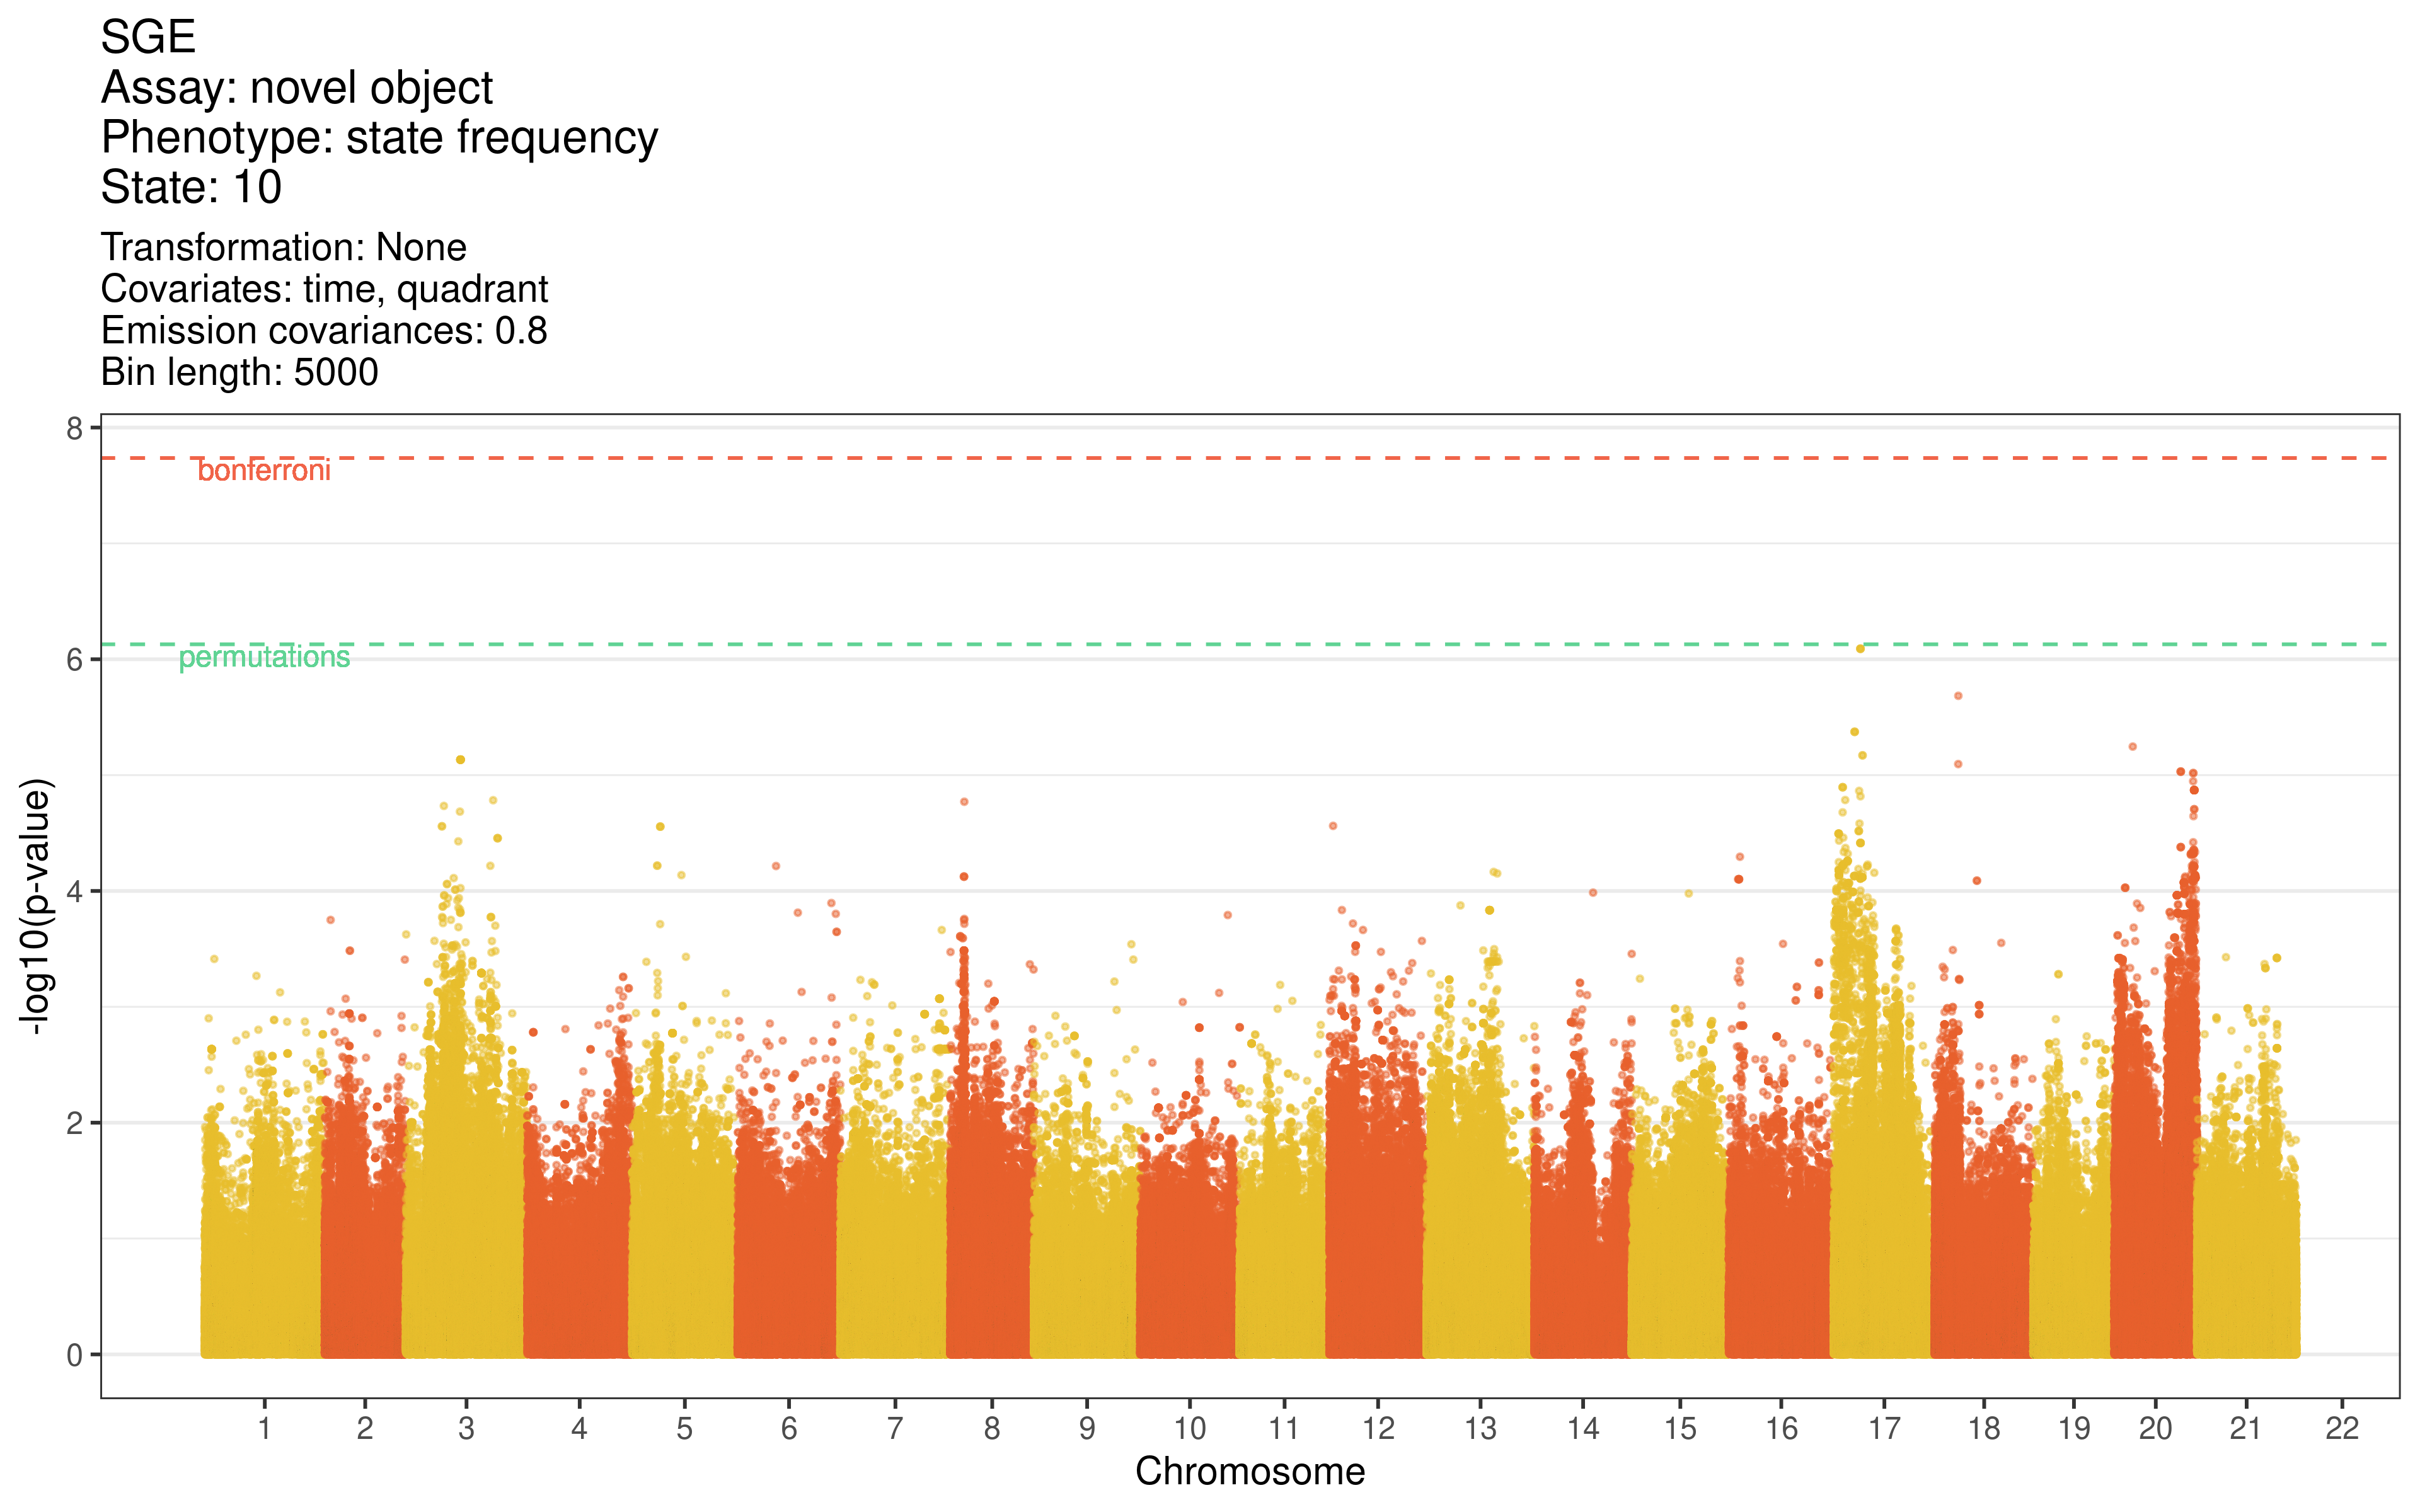 SGE
Assay: novel object
Phenotype: state frequency
State: 10
Transformation: None
Covariates: time, quadrant
Emission covariances: 0.8
Bin length: 5000
8
bonferroni
6
permutations
4
2
0
-log10(p-value)
1 2 3 4 5 6 7 8 9 10 11 12 13 14 15 16 17 18 19 20 21 22
Chromosome